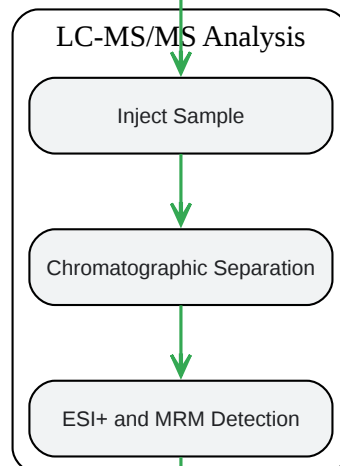 LC-MS/MS Analysis
Inject Sample
Chromatographic Separation
ESI+ and MRM Detection